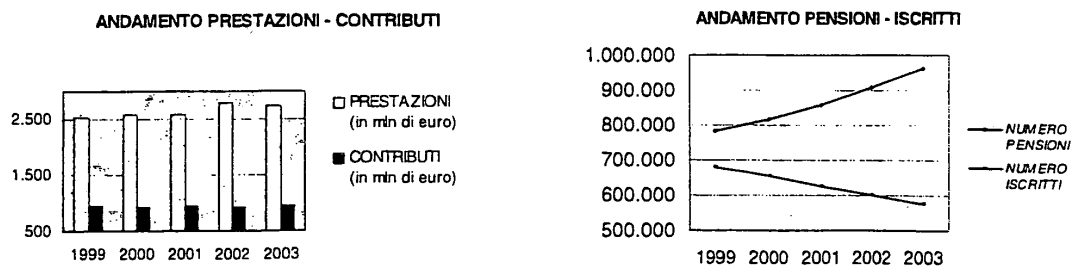 ANDAMENTO PRESTAZIONI - CONTRIBUTI
2.500
1.500
500
1999 2000 2001 2002 2003
PRESTAZIONI
(in mln di euro)
CONTRIBUTI
(in mln di euro)
ANDAMENTO PENSIONI - ISCRITTI
1.000.000
900.000
800.000
700.000
600.000
500.000
1999 2000 2001 2002 2003
NUMERO
PENSIONI
NUMERO
ISCRITTI